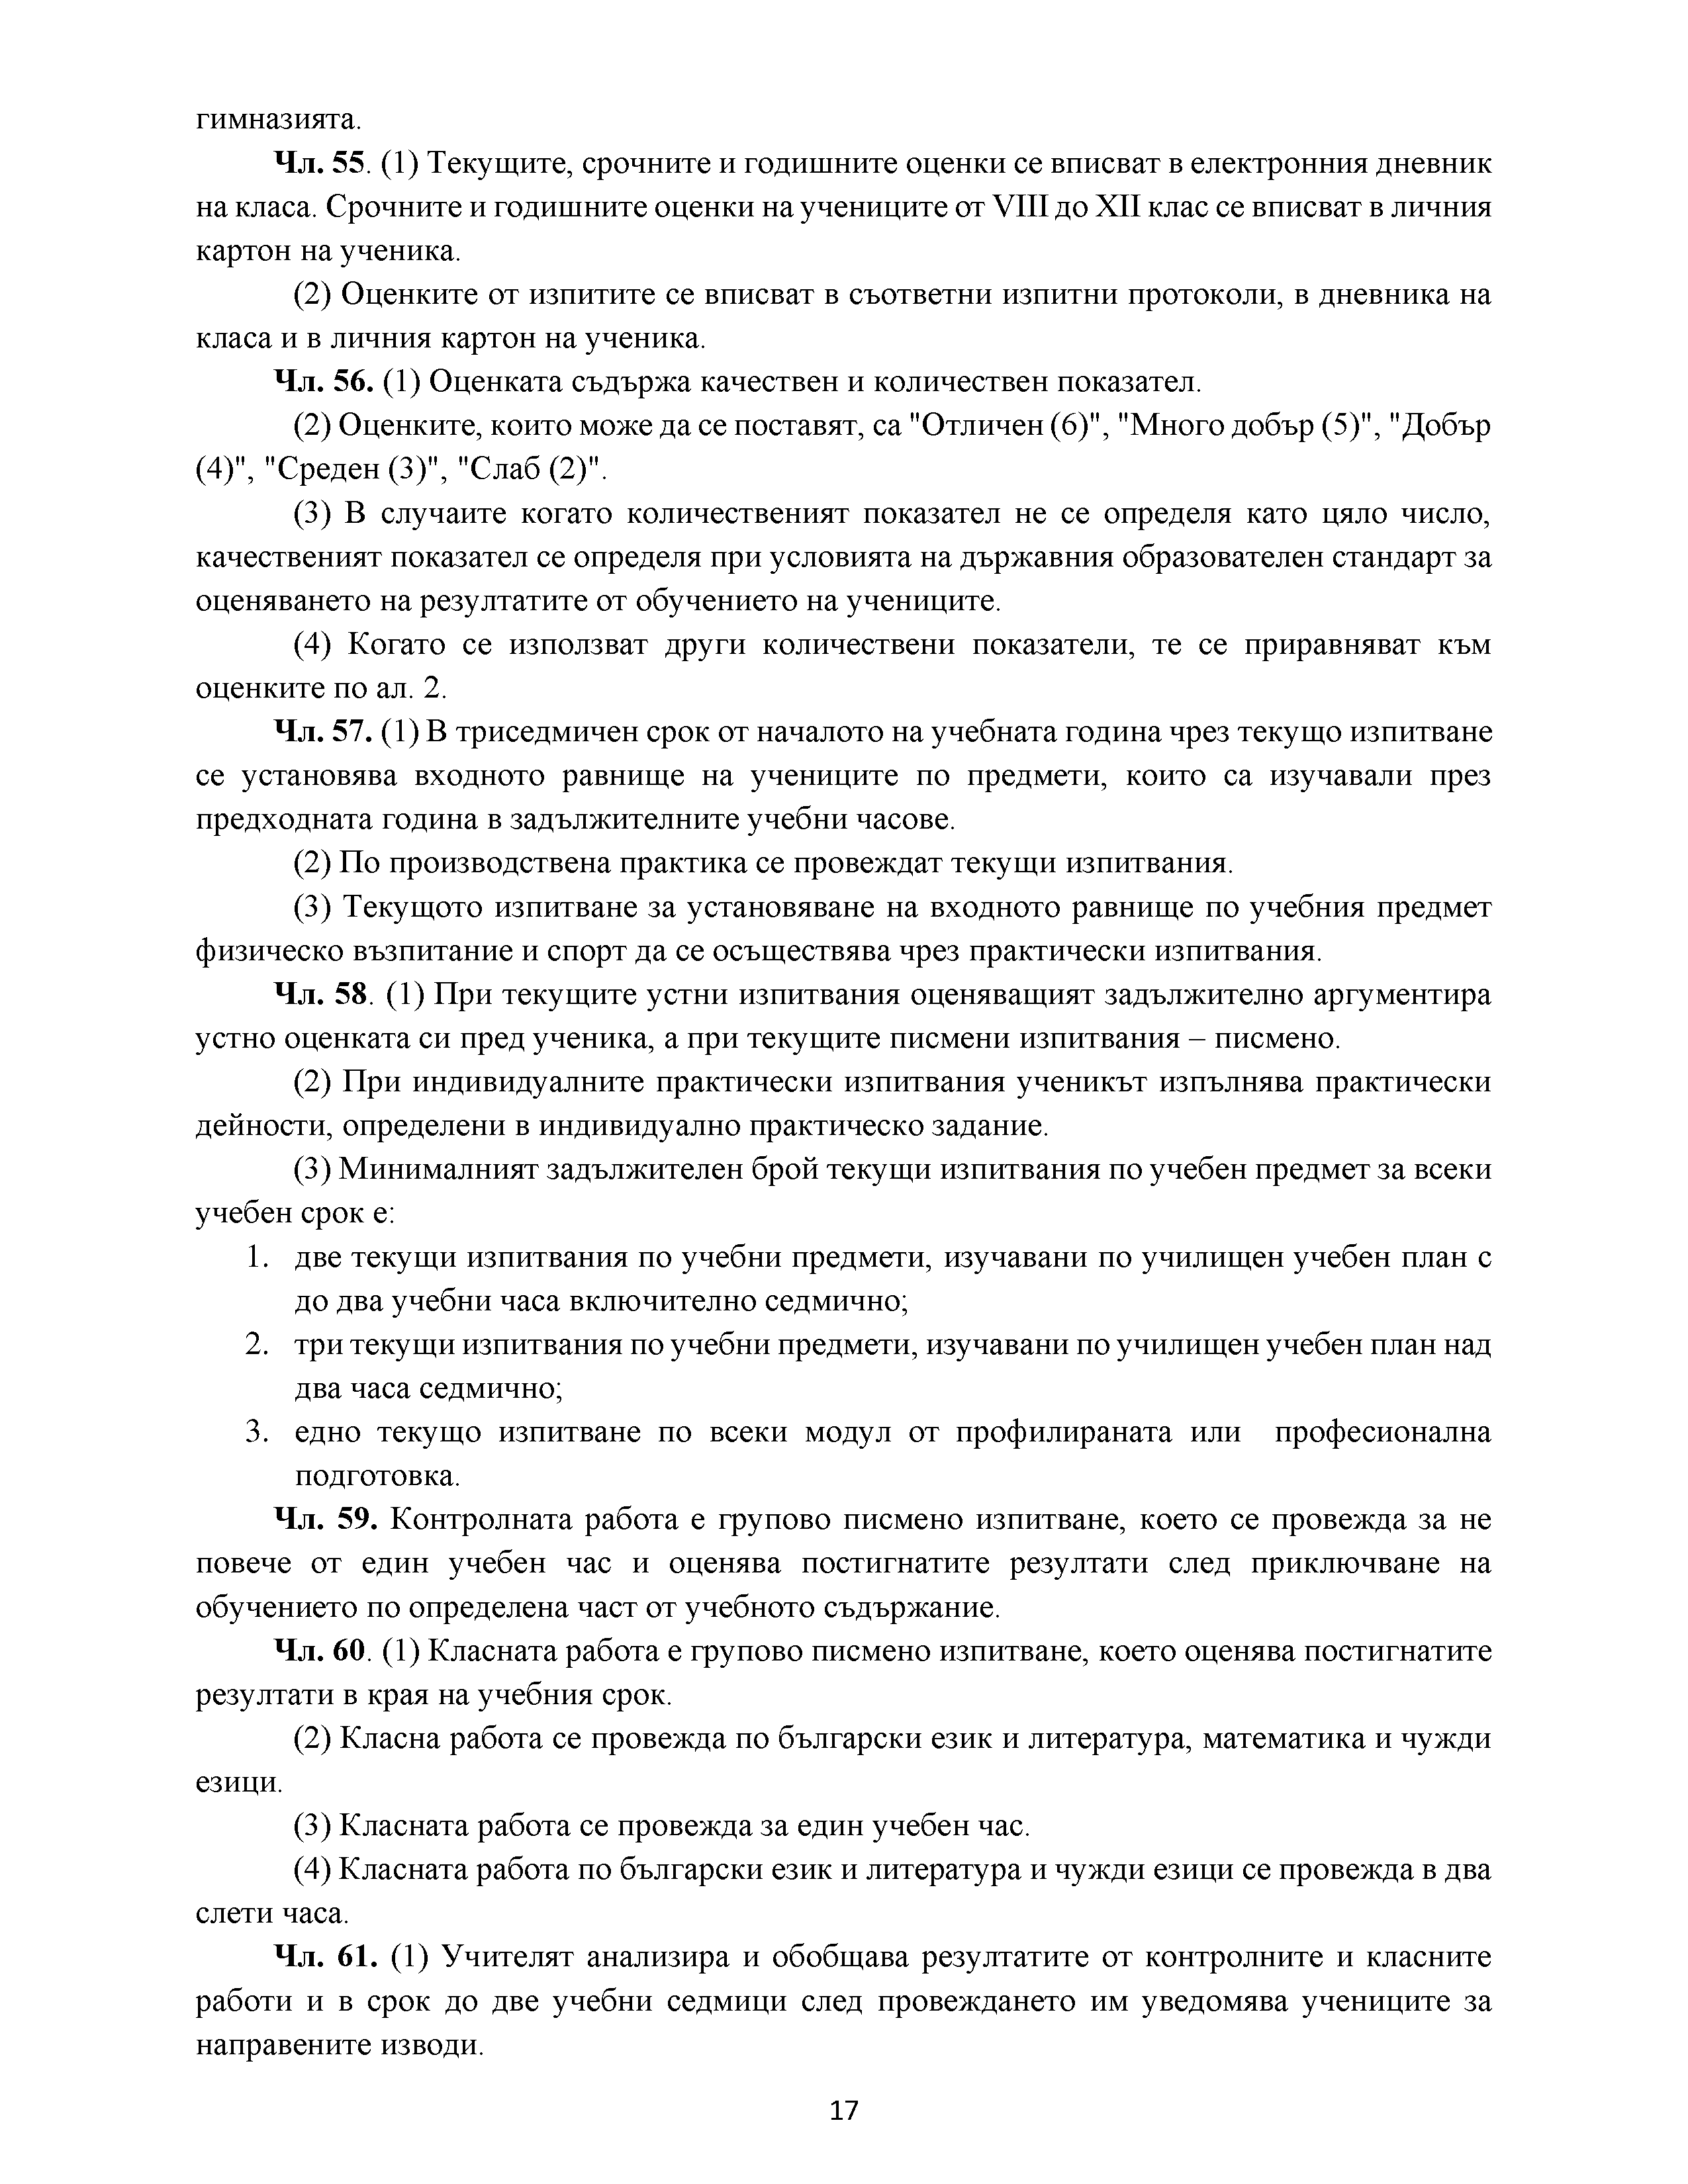 гимназията.
Чл. 55. (1) Текущите, срочните и годишните оценки се вписват в електронния дневник
на класа. Срочните и годишните оценки на учениците от VIII до XII клас се вписват в личния
картон на ученика.
(2) Оценките от изпитите се вписват в съответни изпитни протоколи, в дневника на
класа и в личния картон на ученика.
Чл. 56. (1) Оценката съдържа качествен и количествен показател.
(2) Оценките, които може да се поставят, са "Отличен (6)", "Много добър (5)", "Добър
(4)", "Среден (3)", "Слаб (2)".
(3) В случаите когато количественият показател не се определя като цяло число,
качественият показател се определя при условията на държавния образователен стандарт за
оценяването на резултатите от обучението на учениците.
(4) Когато се използват други количествени показатели, те се приравняват към
оценките по ал. 2.
Чл. 57. (1) В триседмичен срок от началото на учебната година чрез текущо изпитване
се установява входното равнище на учениците по предмети, които са изучавали през
предходната година в задължителните учебни часове.
(2) По производствена практика се провеждат текущи изпитвания.
(3) Текущото изпитване за установяване на входното равнище по учебния предмет
физическо възпитание и спорт да се осъществява чрез практически изпитвания.
Чл. 58. (1) При текущите устни изпитвания оценяващият задължително аргументира
устно оценката си пред ученика, а при текущите писмени изпитвания – писмено.
(2) При индивидуалните практически изпитвания ученикът изпълнява практически
дейности, определени в индивидуално практическо задание.
(3) Минималният задължителен брой текущи изпитвания по учебен предмет за всеки
учебен срок е:
1. две текущи изпитвания по учебни предмети, изучавани по училищен учебен план с
до два учебни часа включително седмично;
2. три текущи изпитвания по учебни предмети, изучавани по училищен учебен план над
два часа седмично;
3. едно текущо изпитване по всеки модул от профилираната или професионална
подготовка.
Чл. 59. Контролната работа е групово писмено изпитване, което се провежда за не
повече от един учебен час и оценява постигнатите резултати след приключване на
обучението по определена част от учебното съдържание.
Чл. 60. (1) Класната работа е групово писмено изпитване, което оценява постигнатите
резултати в края на учебния срок.
(2) Класна работа се провежда по български език и литература, математика и чужди
езици.
(3) Класната работа се провежда за един учебен час.
(4) Класната работа по български език и литература и чужди езици се провежда в два
слети часа.
Чл. 61. (1) Учителят анализира и обобщава резултатите от контролните и класните
работи и в срок до две учебни седмици след провеждането им уведомява учениците за
направените изводи.
17